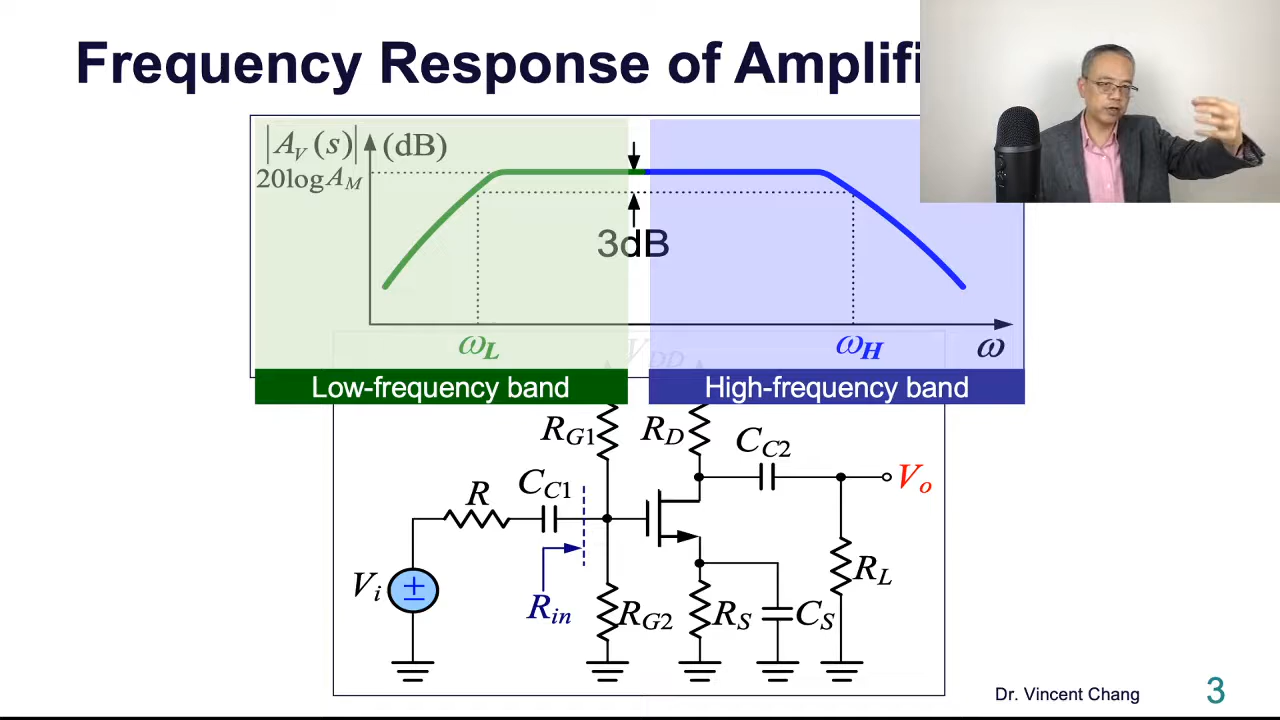 Frequency Response of Amplifi
|A_V(s)| (dB)
20logA_M
3dB
ω_L
ω_H
ω
V_DD
Low-frequency band
High-frequency band
R_G1
R_D
C_C2
V_o
R
C_C1
V_i
R_in
R_G2
R_S
C_S
R_L
Dr. Vincent Chang
3